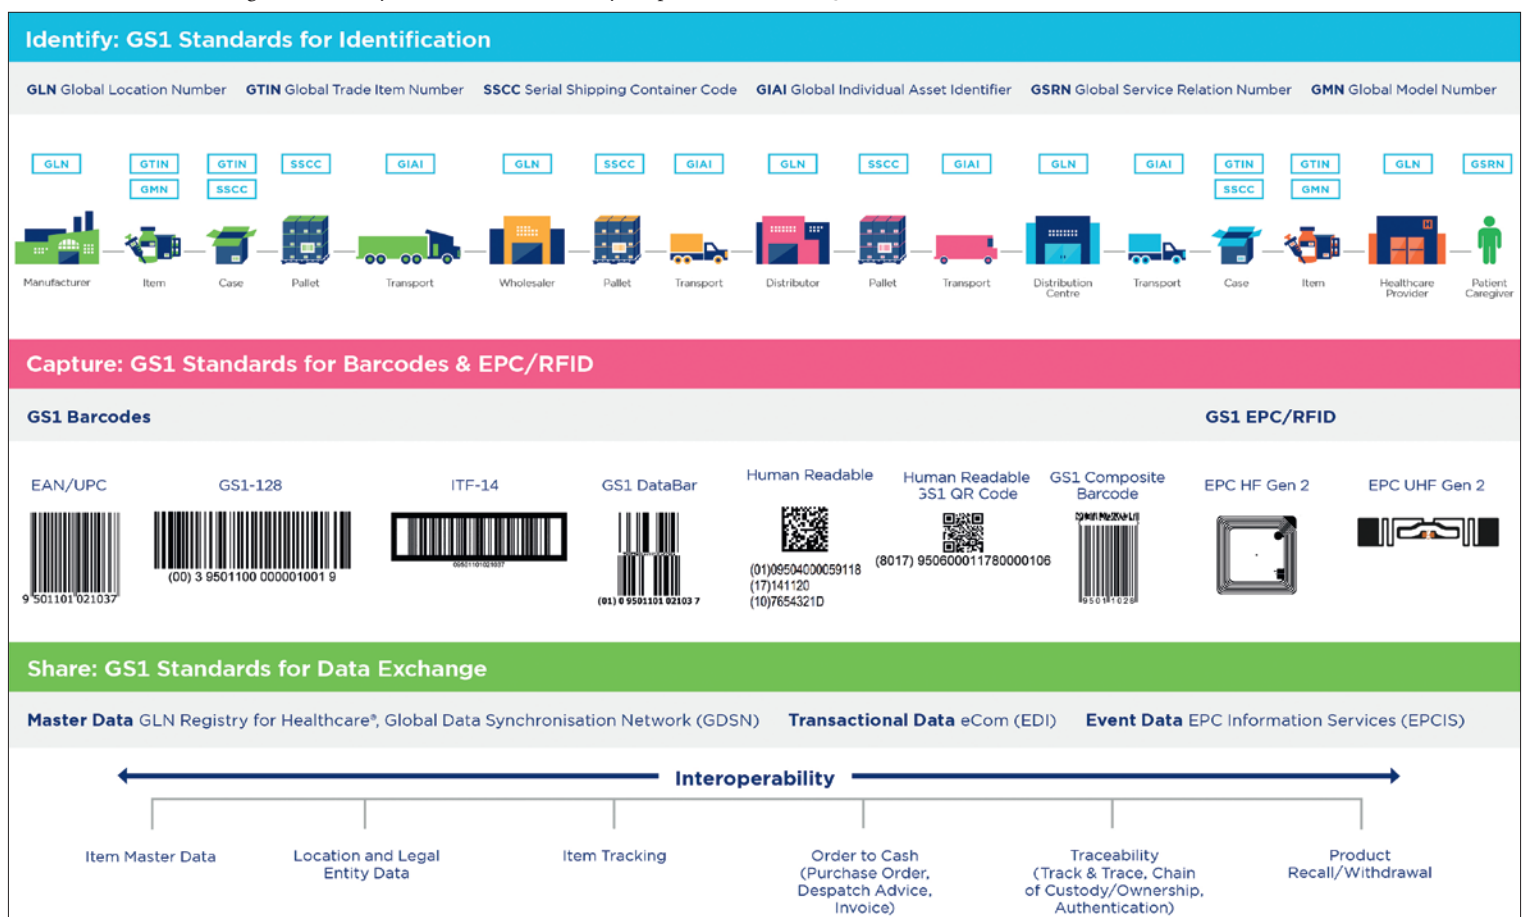 Identify: GS1 Standards for Identification
GLN Global Location Number GTIN Global Trade Item Number SSCC Serial Shipping Container Code GIAI Global Individual Asset Identifier GSRN Global Service Relation Number GMN Global Model Number
GLN GTIN GTIN SSCC GIAI GLN SSCC GIAI GLN SSCC GIAI GLN GIAI GTIN GTIN GLN GSRN
GMN SSCC SSCC GMN
H
Manufacturer Item Case Pallet Transport Wholesaler Pallet Transport Distributor Pallet Transport Distribution Transport Case Item Healthcare Patient
Centre Provider Caregiver
Capture: GS1 Standards for Barcodes & EPC/RFID
GS1 Barcodes GS1 EPC/RFID
EAN/UPC GS1-128 ITF-14 GS1 DataBar Human Readable Human Readable GS1 Composite EPC HF Gen 2 EPC UHF Gen 2
GS1 QR Code Barcode
9 501101 021037
(00) 3 9501100 000001001 9
09501101021037
(01) 0 9501101 02103 7
(01)09504000059118
(17)141120
(10)7654321D
(8017) 950600011780000106
95011028
Share: GS1 Standards for Data Exchange
Master Data GLN Registry for Healthcare®, Global Data Synchronisation Network (GDSN) Transactional Data eCom (EDI) Event Data EPC Information Services (EPCIS)
Interoperability
Item Master Data Location and Legal Item Tracking Order to Cash Traceability Product
Entity Data (Purchase Order, (Track & Trace, Chain Recall/Withdrawal
Despatch Advice, of Custody/Ownership,
Invoice) Authentication)